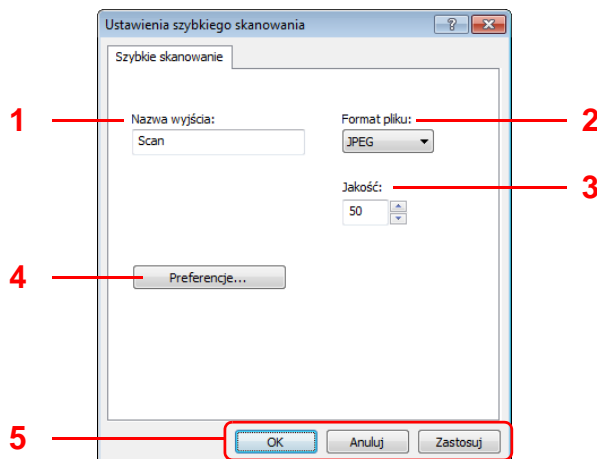 Ustawienia szybkiego skanowania
Szybkie skanowanie
1 Nazwa wyjścia: Format pliku: 2
Scan JPEG
Jakość: 3
50
4 Preferencje...
5 OK Anuluj Zastosuj